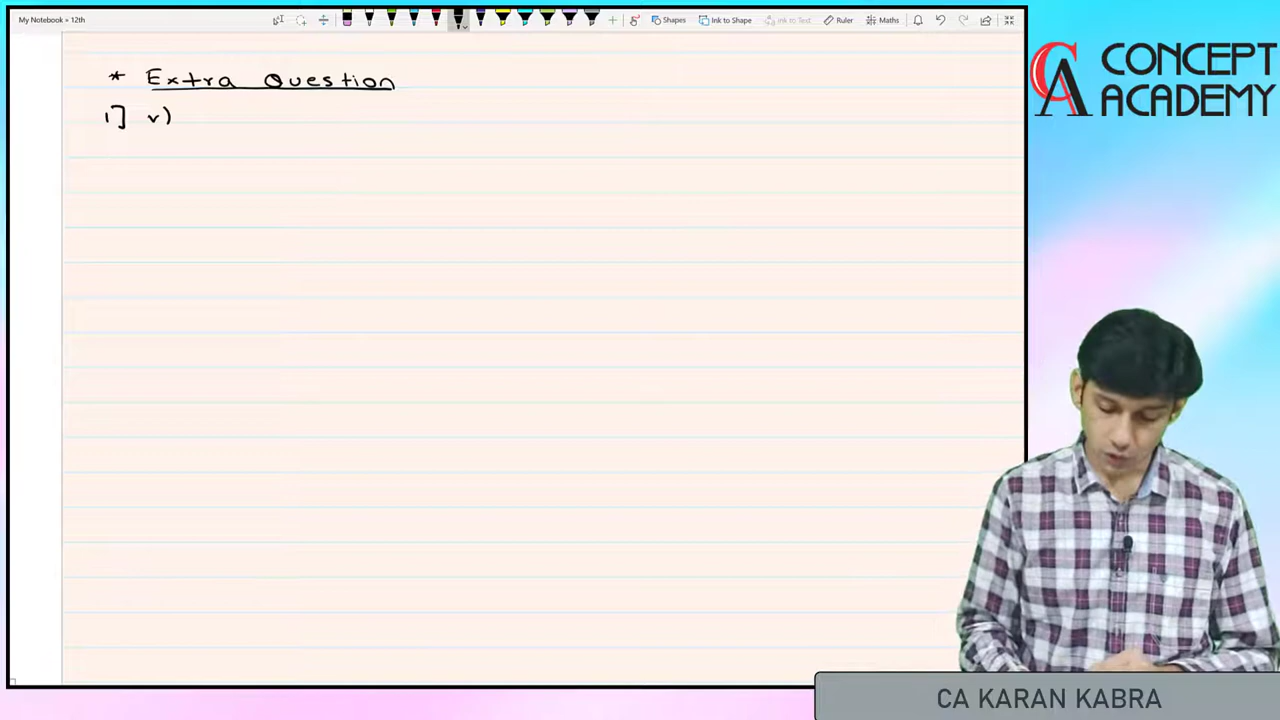 My Notebook » 12th
Shapes
Ink to Shape
Ink to Text
Ruler
Maths
CONCEPT
ACADEMY
* Extra Question
1] v)
CA KARAN KABRA